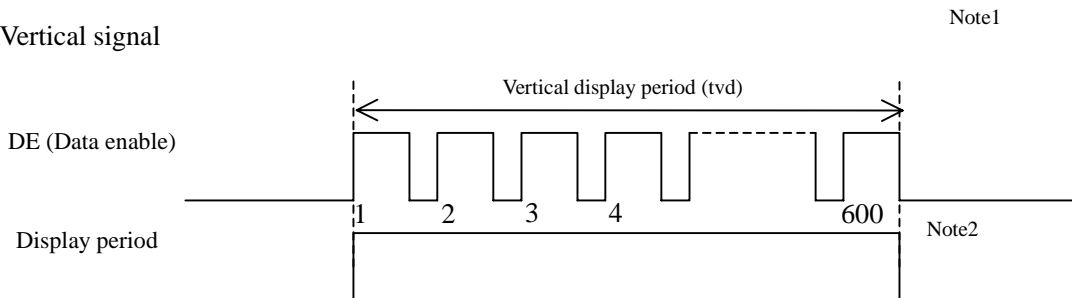 Note1
Vertical signal
Vertical display period (tvd)
DE (Data enable)
1 2 3 4 600
Note2
Display period